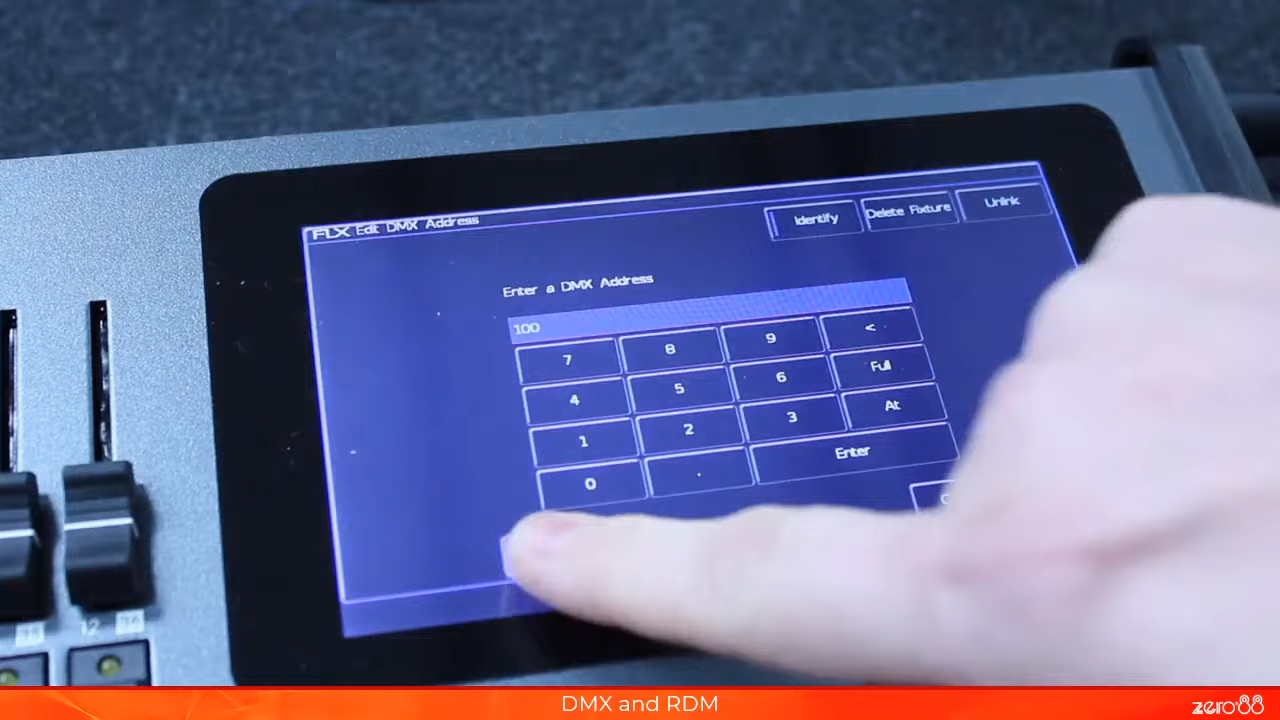 FLX Edit DMX Address
Identify
Delete Fixture
Unlink
Enter a DMX Address
100
7
8
9
<
4
5
6
Full
1
2
3
At
0
.
Enter
12
DMX and RDM
zero88